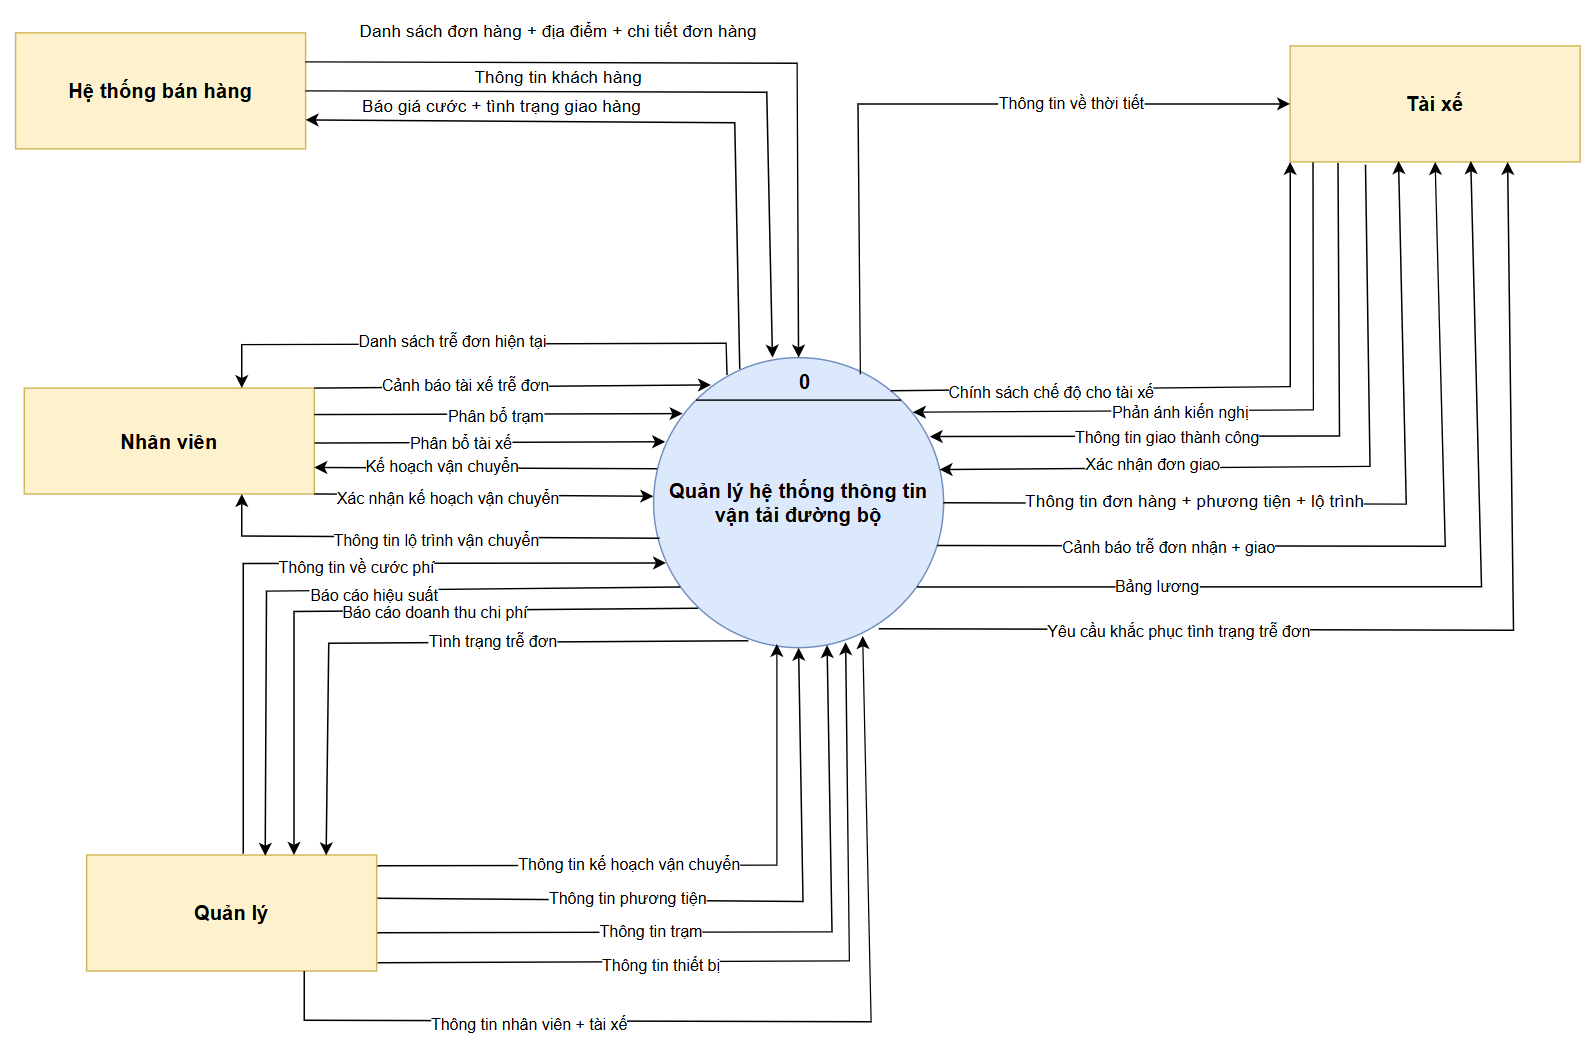 Danh sách đơn hàng + địa điểm + chi tiết đơn hàng
Hệ thống bán hàng
Thông tin khách hàng
Báo giá cước + tình trạng giao hàng
Thông tin về thời tiết
Tài xế
Danh sách trễ đơn hiện tại
Cảnh báo tài xế trễ đơn
Phân bổ trạm
Nhân viên
Phân bổ tài xế
Kế hoạch vận chuyển
Xác nhận kế hoạch vận chuyển
Thông tin lộ trình vận chuyển
0
Quản lý hệ thống thông tin
vận tải đường bộ
Chính sách chế độ cho tài xế
Phản ánh kiến nghị
Thông tin giao thành công
Xác nhận đơn giao
Thông tin đơn hàng + phương tiện + lộ trình
Cảnh báo trễ đơn nhận + giao
Bảng lương
Yêu cầu khắc phục tình trạng trễ đơn
Thông tin về cước phí
Báo cáo hiệu suất
Báo cáo doanh thu chi phí
Tình trạng trễ đơn
Quản lý
Thông tin kế hoạch vận chuyển
Thông tin phương tiện
Thông tin trạm
Thông tin thiết bị
Thông tin nhân viên + tài xế